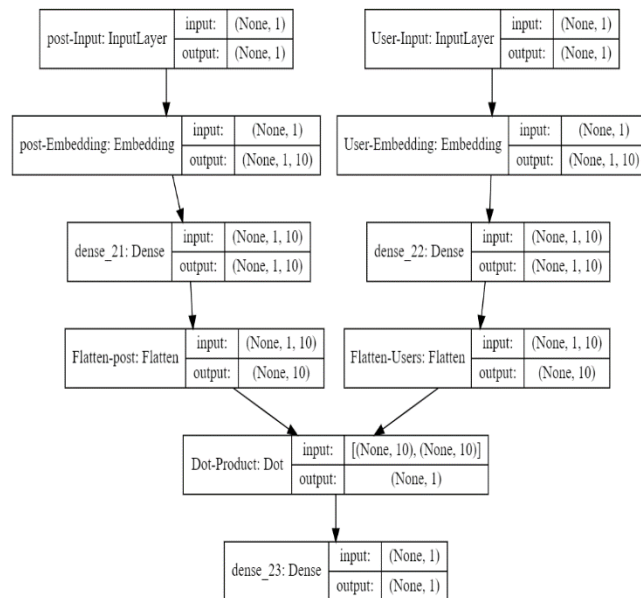 post-Input: InputLayer input: (None, 1)
output: (None, 1)
User-Input: InputLayer input: (None, 1)
output: (None, 1)
post-Embedding: Embedding input: (None, 1)
output: (None, 1, 10)
User-Embedding: Embedding input: (None, 1)
output: (None, 1, 10)
dense_21: Dense input: (None, 1, 10)
output: (None, 1, 10)
dense_22: Dense input: (None, 1, 10)
output: (None, 1, 10)
Flatten-post: Flatten input: (None, 1, 10)
output: (None, 10)
Flatten-Users: Flatten input: (None, 1, 10)
output: (None, 10)
Dot-Product: Dot input: [(None, 10), (None, 10)]
output: (None, 1)
dense_23: Dense input: (None, 1)
output: (None, 1)